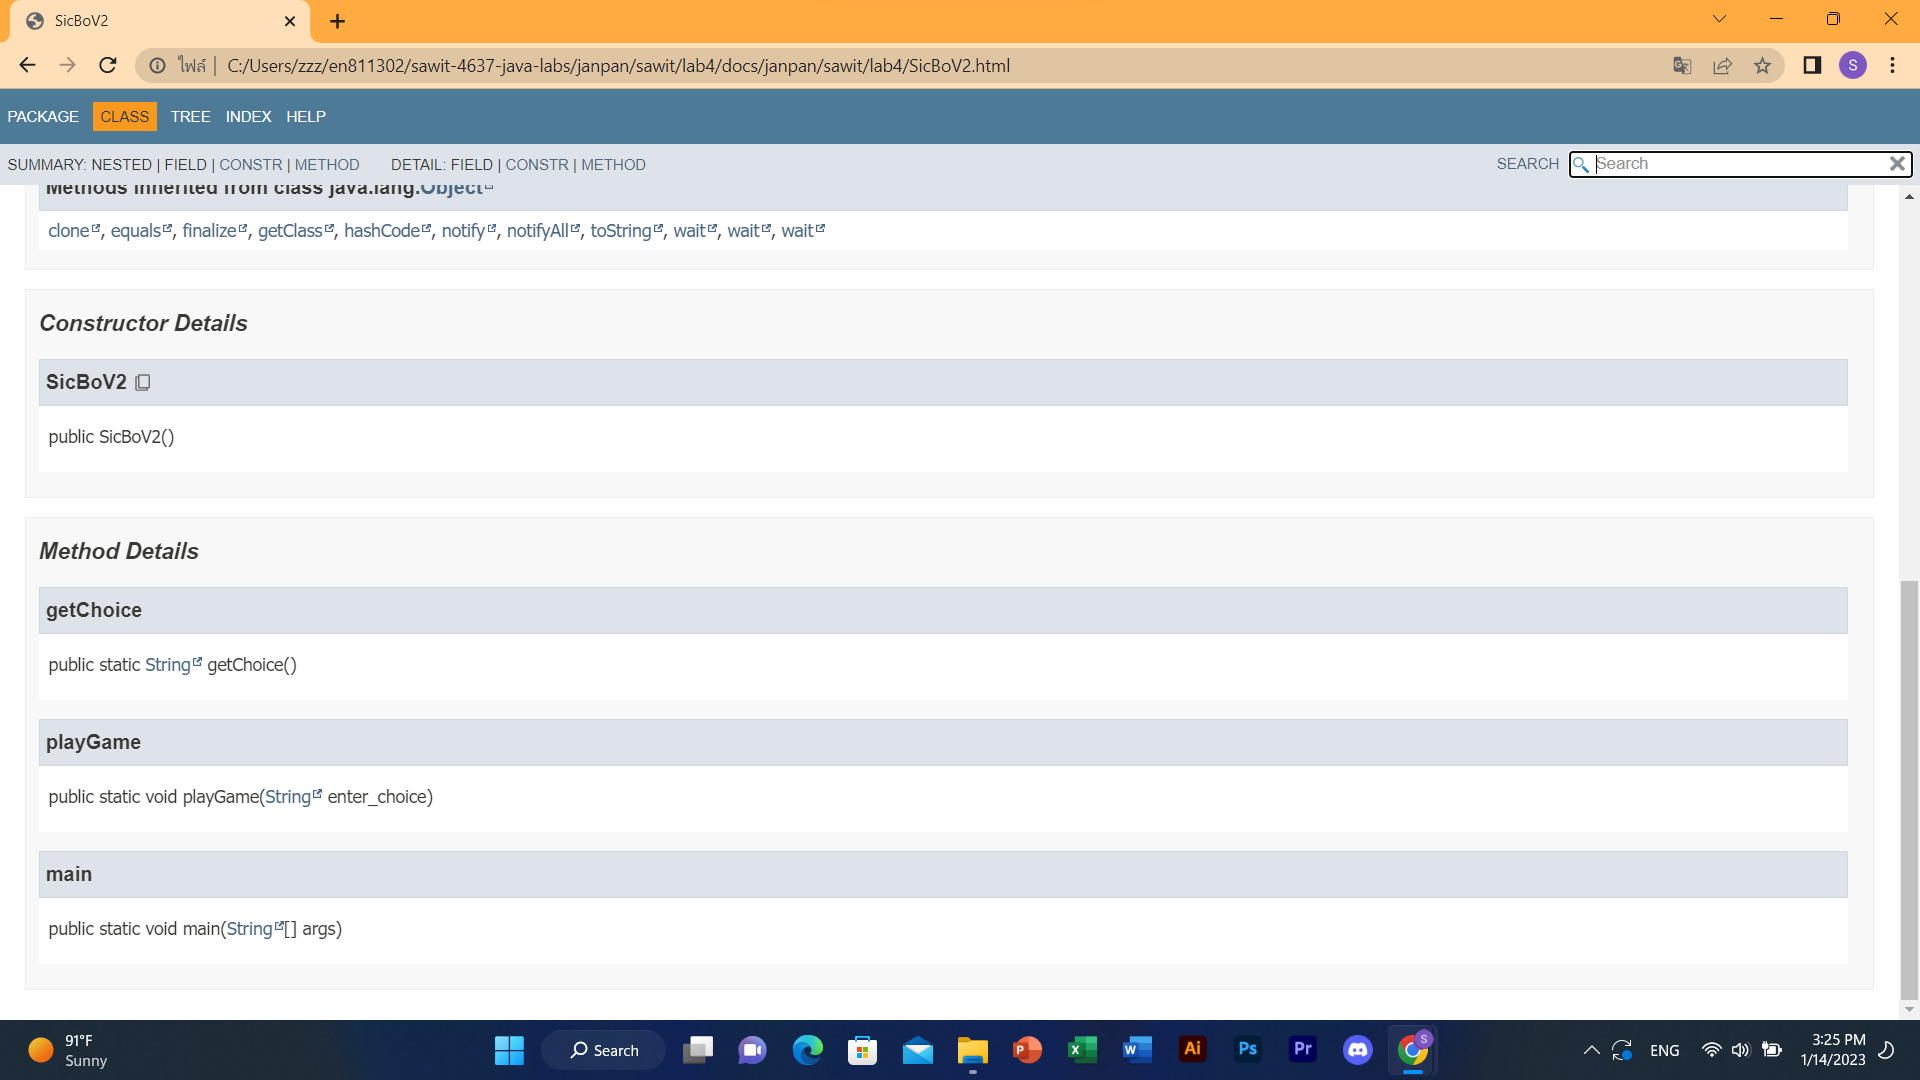 SicBoV2
ไฟล์ | C:/Users/zzz/en811302/sawit-4637-java-labs/janpan/sawit/lab4/docs/janpan/sawit/lab4/SicBoV2.html
S
PACKAGE CLASS TREE INDEX HELP
SUMMARY: NESTED | FIELD | CONSTR | METHOD DETAIL: FIELD | CONSTR | METHOD
SEARCH Search
Methods inherited from class java.lang.Object
clone, equals, finalize, getClass, hashCode, notify, notifyAll, toString, wait, wait, wait
Constructor Details
SicBoV2
public SicBoV2()
Method Details
getChoice
public static String getChoice()
playGame
public static void playGame(String enter_choice)
main
public static void main(String[] args)
91°F
Sunny
Search
P
X
W
Ai
Ps
Pr
S
ENG
3:25 PM
1/14/2023